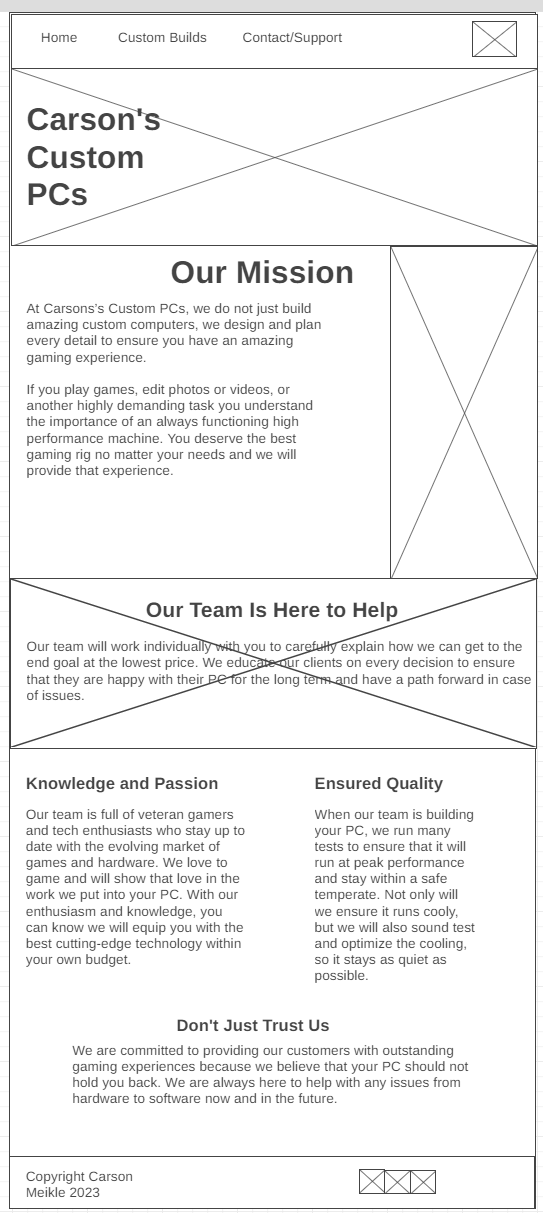 Home Custom Builds Contact/Support
Carson's
Custom
PCs
Our Mission
At Carsons's Custom PCs, we do not just build
amazing custom computers, we design and plan
every detail to ensure you have an amazing
gaming experience.
If you play games, edit photos or videos, or
another highly demanding task you understand
the importance of an always functioning high
performance machine. You deserve the best
gaming rig no matter your needs and we will
provide that experience.
Our Team Is Here to Help
Our team will work individually with you to carefully explain how we can get to the
end goal at the lowest price. We educate our clients on every decision to ensure
that they are happy with their PC for the long term and have a path forward in case
of issues.
Knowledge and Passion
Our team is full of veteran gamers
and tech enthusiasts who stay up to
date with the evolving market of
games and hardware. We love to
game and will show that love in the
work we put into your PC. With our
enthusiasm and knowledge, you
can know we will equip you with the
best cutting-edge technology within
your own budget.
Ensured Quality
When our team is building
your PC, we run many
tests to ensure that it will
run at peak performance
and stay within a safe
temperate. Not only will
we ensure it runs cooly,
but we will also sound test
and optimize the cooling,
so it stays as quiet as
possible.
Don't Just Trust Us
We are committed to providing our customers with outstanding
gaming experiences because we believe that your PC should not
hold you back. We are always here to help with any issues from
hardware to software now and in the future.
Copyright Carson
Meikle 2023